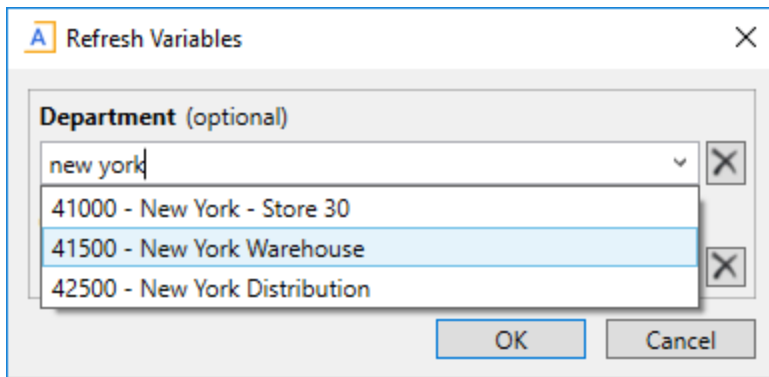 A Refresh Variables
Department (optional)
new york
41000 - New York - Store 30
41500 - New York Warehouse
42500 - New York Distribution
OK Cancel